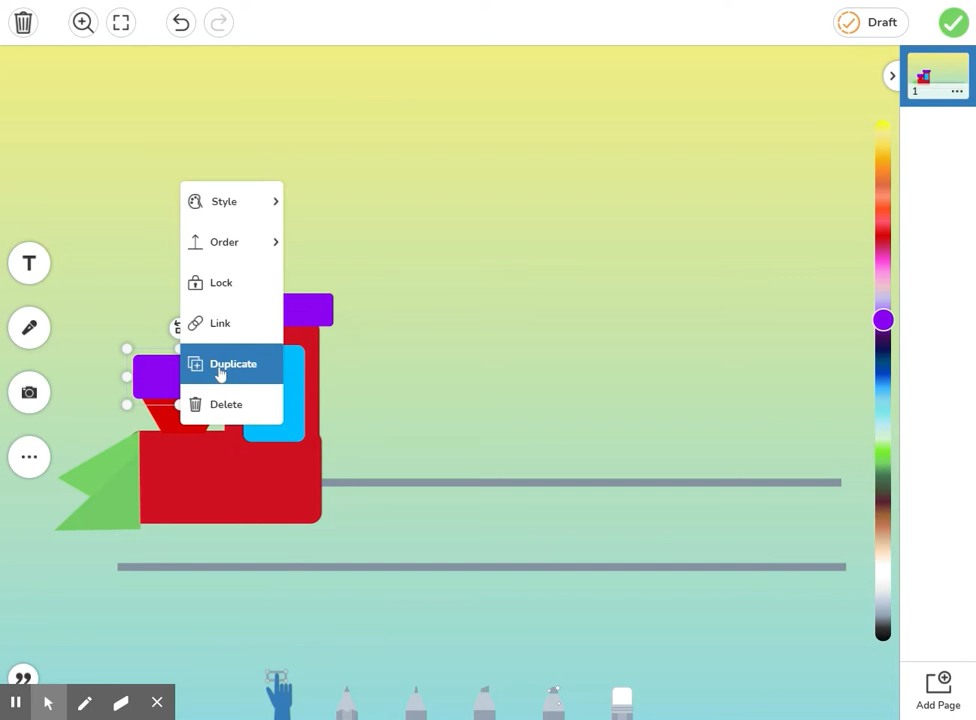 Draft
1
Style
Order
T
Lock
Link
Duplicate
Delete
Add Page